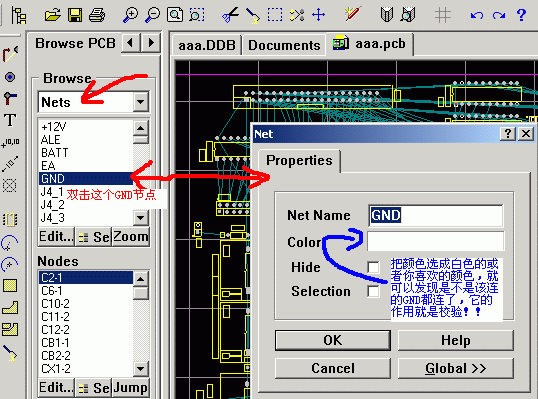 Browse PCB
aaa.DDB
Documents
aaa.pcb
Browse
Nets
+12V
ALE
BATT
EA
GND
J4_1
J4_2
J4_3
双击这个GND节点
Edit...
Se
Zoom
Nodes
C2-1
C6-1
C10-2
C11-2
C12-2
CB1-1
CB2-2
CX1-2
Edit...
Se
Jump
T
+10,10
Net
Properties
Net Name
GND
Color
Hide
Selection
把颜色选成白色的或
者你喜欢的颜色，就
可以发现是不是该连
的GND都连了，它的
作用就是校验！！
OK
Help
Cancel
Global >>